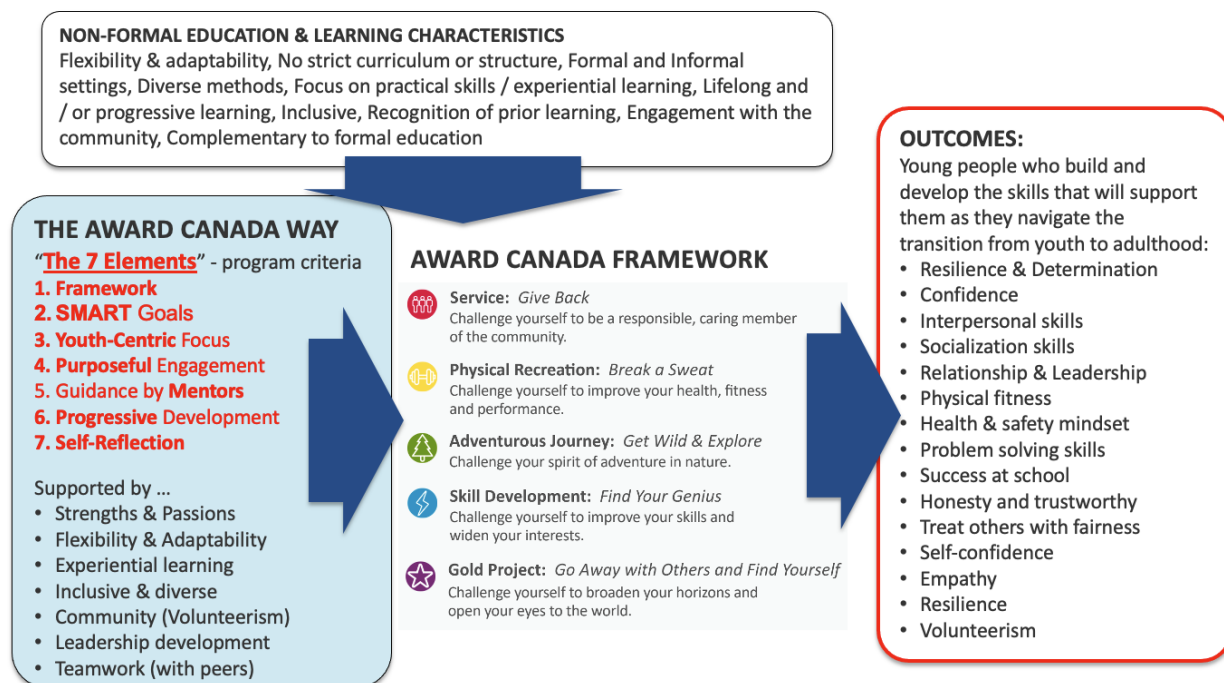 NON-FORMAL EDUCATION & LEARNING CHARACTERISTICS
Flexibility & adaptability, No strict curriculum or structure, Formal and Informal
settings, Diverse methods, Focus on practical skills / experiential learning, Lifelong and
/ or progressive learning, Inclusive, Recognition of prior learning, Engagement with the
community, Complementary to formal education
THE AWARD CANADA WAY
“The 7 Elements” - program criteria
1. Framework
2. SMART Goals
3. Youth-Centric Focus
4. Purposeful Engagement
5. Guidance by Mentors
6. Progressive Development
7. Self-Reflection
Supported by ...
• Strengths & Passions
• Flexibility & Adaptability
• Experiential learning
• Inclusive & diverse
• Community (Volunteerism)
• Leadership development
• Teamwork (with peers)
AWARD CANADA FRAMEWORK
Service: Give Back
Challenge yourself to be a responsible, caring member
of the community.
Physical Recreation: Break a Sweat
Challenge yourself to improve your health, fitness
and performance.
Adventurous Journey: Get Wild & Explore
Challenge your spirit of adventure in nature.
Skill Development: Find Your Genius
Challenge yourself to improve your skills and
widen your interests.
Gold Project: Go Away with Others and Find Yourself
Challenge yourself to broaden your horizons and
open your eyes to the world.
OUTCOMES:
Young people who build and
develop the skills that will support
them as they navigate the
transition from youth to adulthood:
• Resilience & Determination
• Confidence
• Interpersonal skills
• Socialization skills
• Relationship & Leadership
• Physical fitness
• Health & safety mindset
• Problem solving skills
• Success at school
• Honesty and trustworthy
• Treat others with fairness
• Self-confidence
• Empathy
• Resilience
• Volunteerism